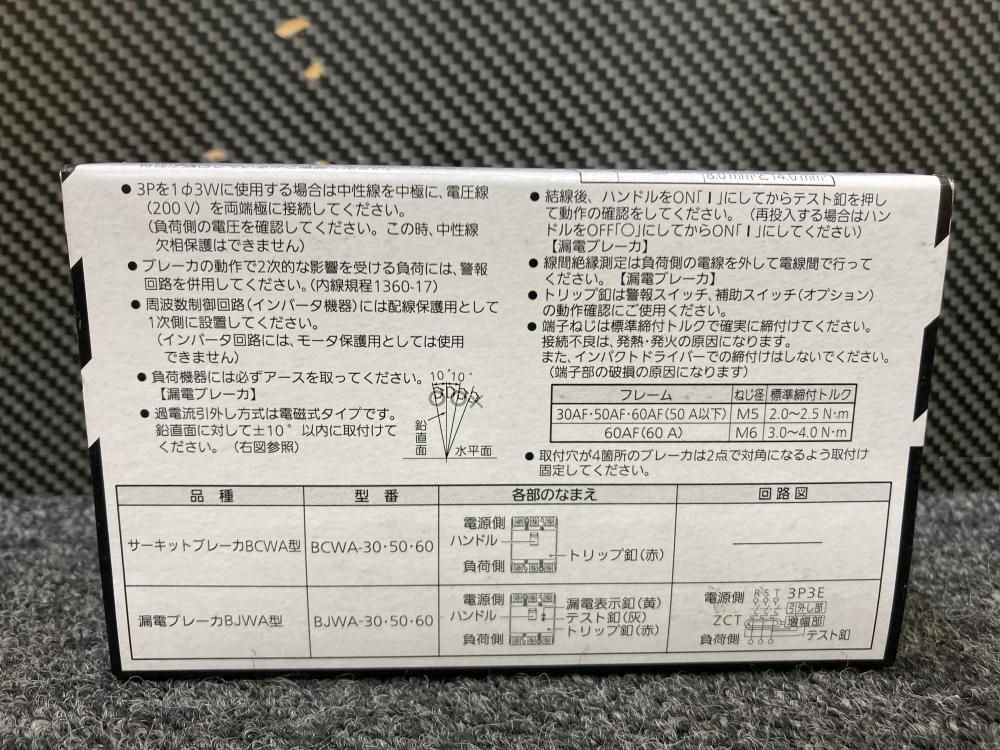 8.0mm²と14.0mm²
● 3Pを1φ3Wに使用する場合は中性線を中極に、電圧線
(200V)を両端極に接続してください。
(負荷側の電圧を確認してください。この時、中性線
欠相保護はできません)
● ブレーカの動作で2次的な影響を受ける負荷には、警報
回路を併用してください。(内線規程1360-17)
● 周波数制御回路(インバータ機器)には配線保護用として
1次側に設置してください。
(インバータ回路には、モータ保護用としては使用
できません)
● 負荷機器には必ずアースを取ってください。
【漏電ブレーカ】
● 過電流引外し方式は電磁式タイプです。
鉛直面に対して±10°以内に取付けて
ください。(右図参照)
10°10°
鉛直面
水平面
● 結線後、ハンドルをON「I」にしてからテスト釦を押し
て動作の確認をしてください。(再投入する場合はハン
ドルをOFF「○」にしてからON「I」にしてください)
【漏電ブレーカ】
● 線間絶縁測定は負荷側の電線を外して電線間で行って
ください。【漏電ブレーカ】
● トリップ釦は警報スイッチ、補助スイッチ(オプション)
の動作確認にご使用ください。
● 端子ねじは標準締付トルクで確実に締付けてください。
接続不良は、発熱・発火の原因になります。
また、インパクトドライバーでの締付けはしないでください。
(端子部の破損の原因になります)
フレーム ねじ径 標準締付トルク
30AF・50AF・60AF(50A以下) M5 2.0〜2.5N・m
60AF(60A) M6 3.0〜4.0N・m
● 取付穴が4箇所のブレーカは2点で対角になるよう取付け
固定してください。
品種 型番 各部のなまえ 回路図
サーキットブレーカBCWA型 BCWA-30・50・60
電源側
ハンドル
トリップ釦(赤)
負荷側
漏電ブレーカBJWA型 BJWA-30・50・60
電源側
漏電表示釦(黄)
ハンドル
テスト釦(灰)
トリップ釦(赤)
負荷側
電源側 R S T 3P3E
引外し部
ZCT 増幅部
負荷側 テスト釦